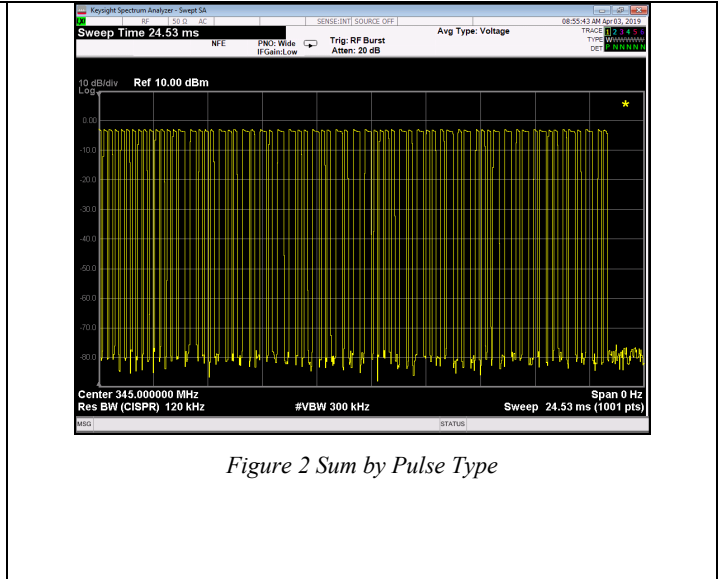 Keysight Spectrum Analyzer - Swept SA
RF 50 Ω AC SENSE:INT SOURCE OFF 08:55:43 AM Apr 03, 2019
Sweep Time 24.53 ms Avg Type: Voltage TRACE 1 2 3 4 5 6
NFE PNO: Wide Trig: RF Burst TYPE WWWWWW
IFGain:Low Atten: 20 dB DET P N N N N N
10 dB/div Ref 10.00 dBm
Log
0.00
-10.0
-20.0
-30.0
-40.0
-50.0
-60.0
-70.0
-80.0
*
Center 345.000000 MHz Span 0 Hz
Res BW (CISPR) 120 kHz #VBW 300 kHz Sweep 24.53 ms (1001 pts)
MSG STATUS
Figure 2 Sum by Pulse Type